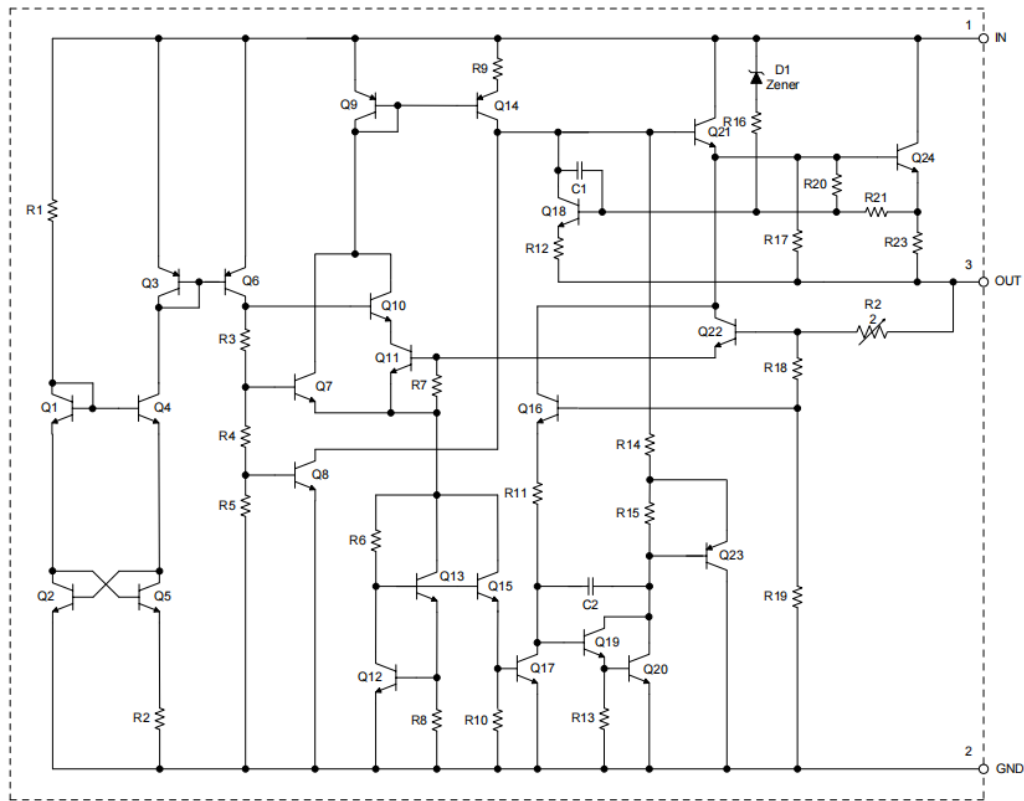 1
IN
R9
D1
Zener
Q9
Q14
Q21
R16
Q24
C1
R20
R21
R1
Q18
R12
R17
R23
Q3
Q6
3
OUT
Q10
R2
2
R3
Q22
Q11
R7
R18
Q7
Q1
Q4
Q16
R4
R14
Q8
R11
R5
R15
R6
Q23
Q13
Q15
Q2
Q5
C2
R19
Q19
Q12
Q17
Q20
R2
R8
R10
R13
2
GND